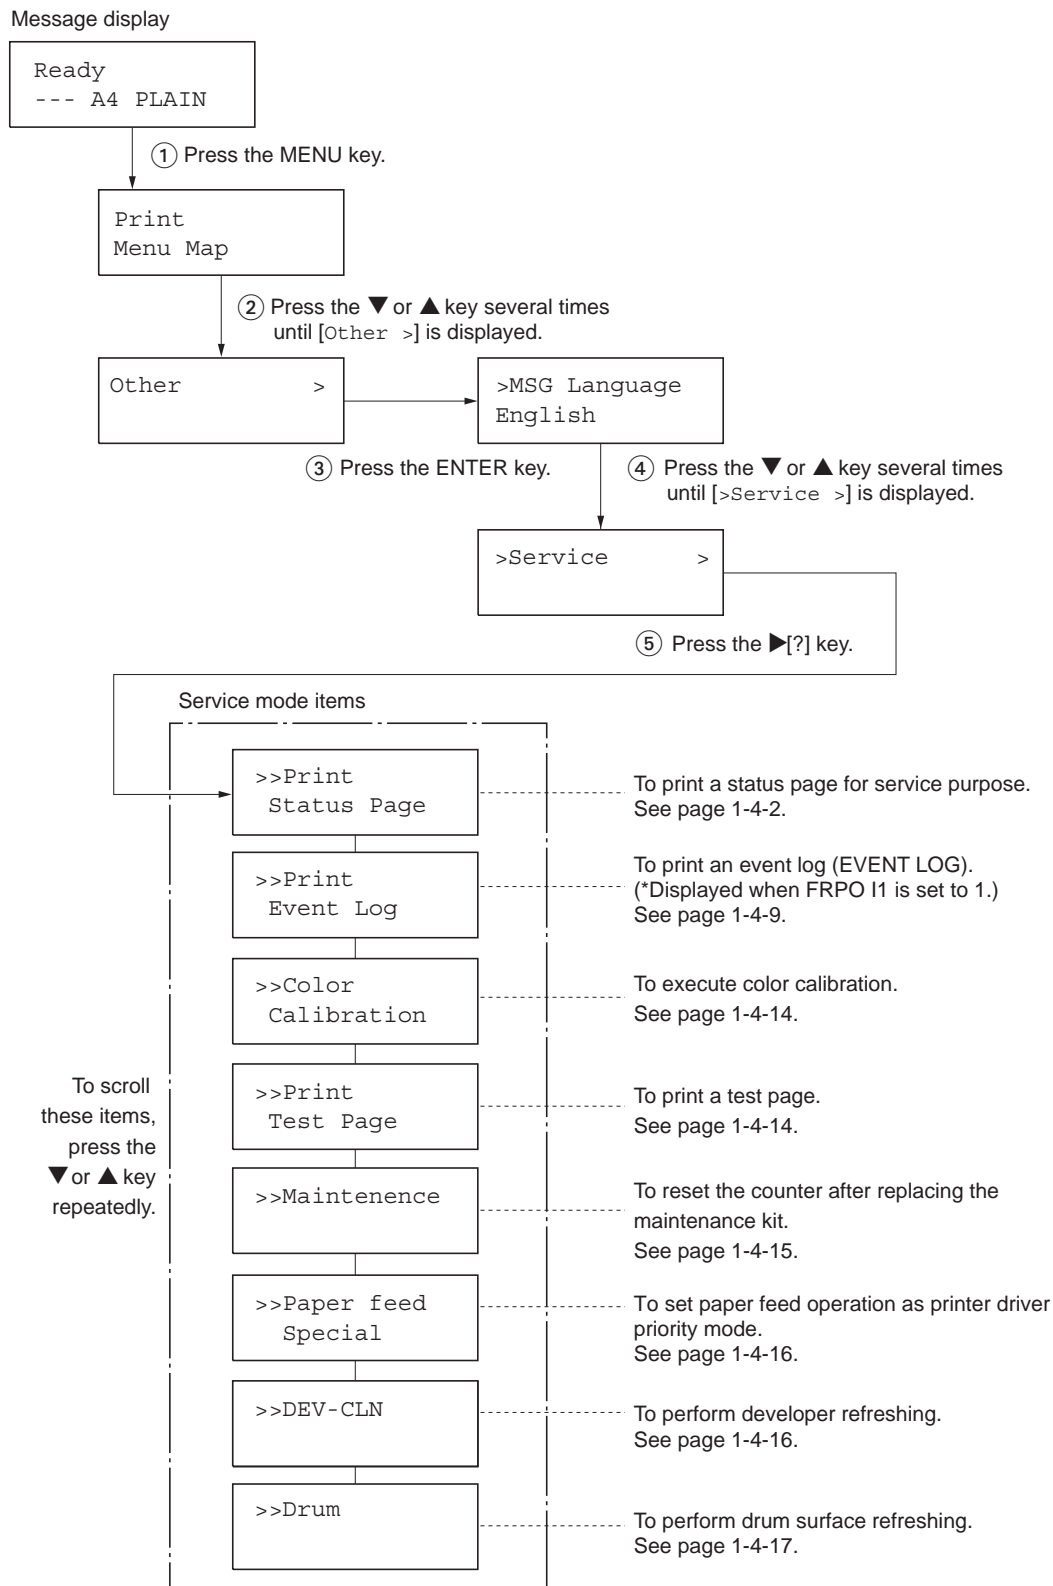 Message display
Ready
--- A4 PLAIN
① Press the MENU key.
Print
Menu Map
② Press the ▼ or ▲ key several times
until [Other >] is displayed.
Other >
>MSG Language
English
③ Press the ENTER key.
④ Press the ▼ or ▲ key several times
until [>Service >] is displayed.
>Service >
⑤ Press the ▶[?] key.
Service mode items
>>Print
Status Page
To print a status page for service purpose.
See page 1-4-2.
>>Print
Event Log
To print an event log (EVENT LOG).
(*Displayed when FRPO I1 is set to 1.)
See page 1-4-9.
>>Color
Calibration
To execute color calibration.
See page 1-4-14.
To scroll
these items,
press the
▼ or ▲ key
repeatedly.
>>Print
Test Page
To print a test page.
See page 1-4-14.
>>Maintenence
To reset the counter after replacing the
maintenance kit.
See page 1-4-15.
>>Paper feed
Special
To set paper feed operation as printer driver
priority mode.
See page 1-4-16.
>>DEV-CLN
To perform developer refreshing.
See page 1-4-16.
>>Drum
To perform drum surface refreshing.
See page 1-4-17.